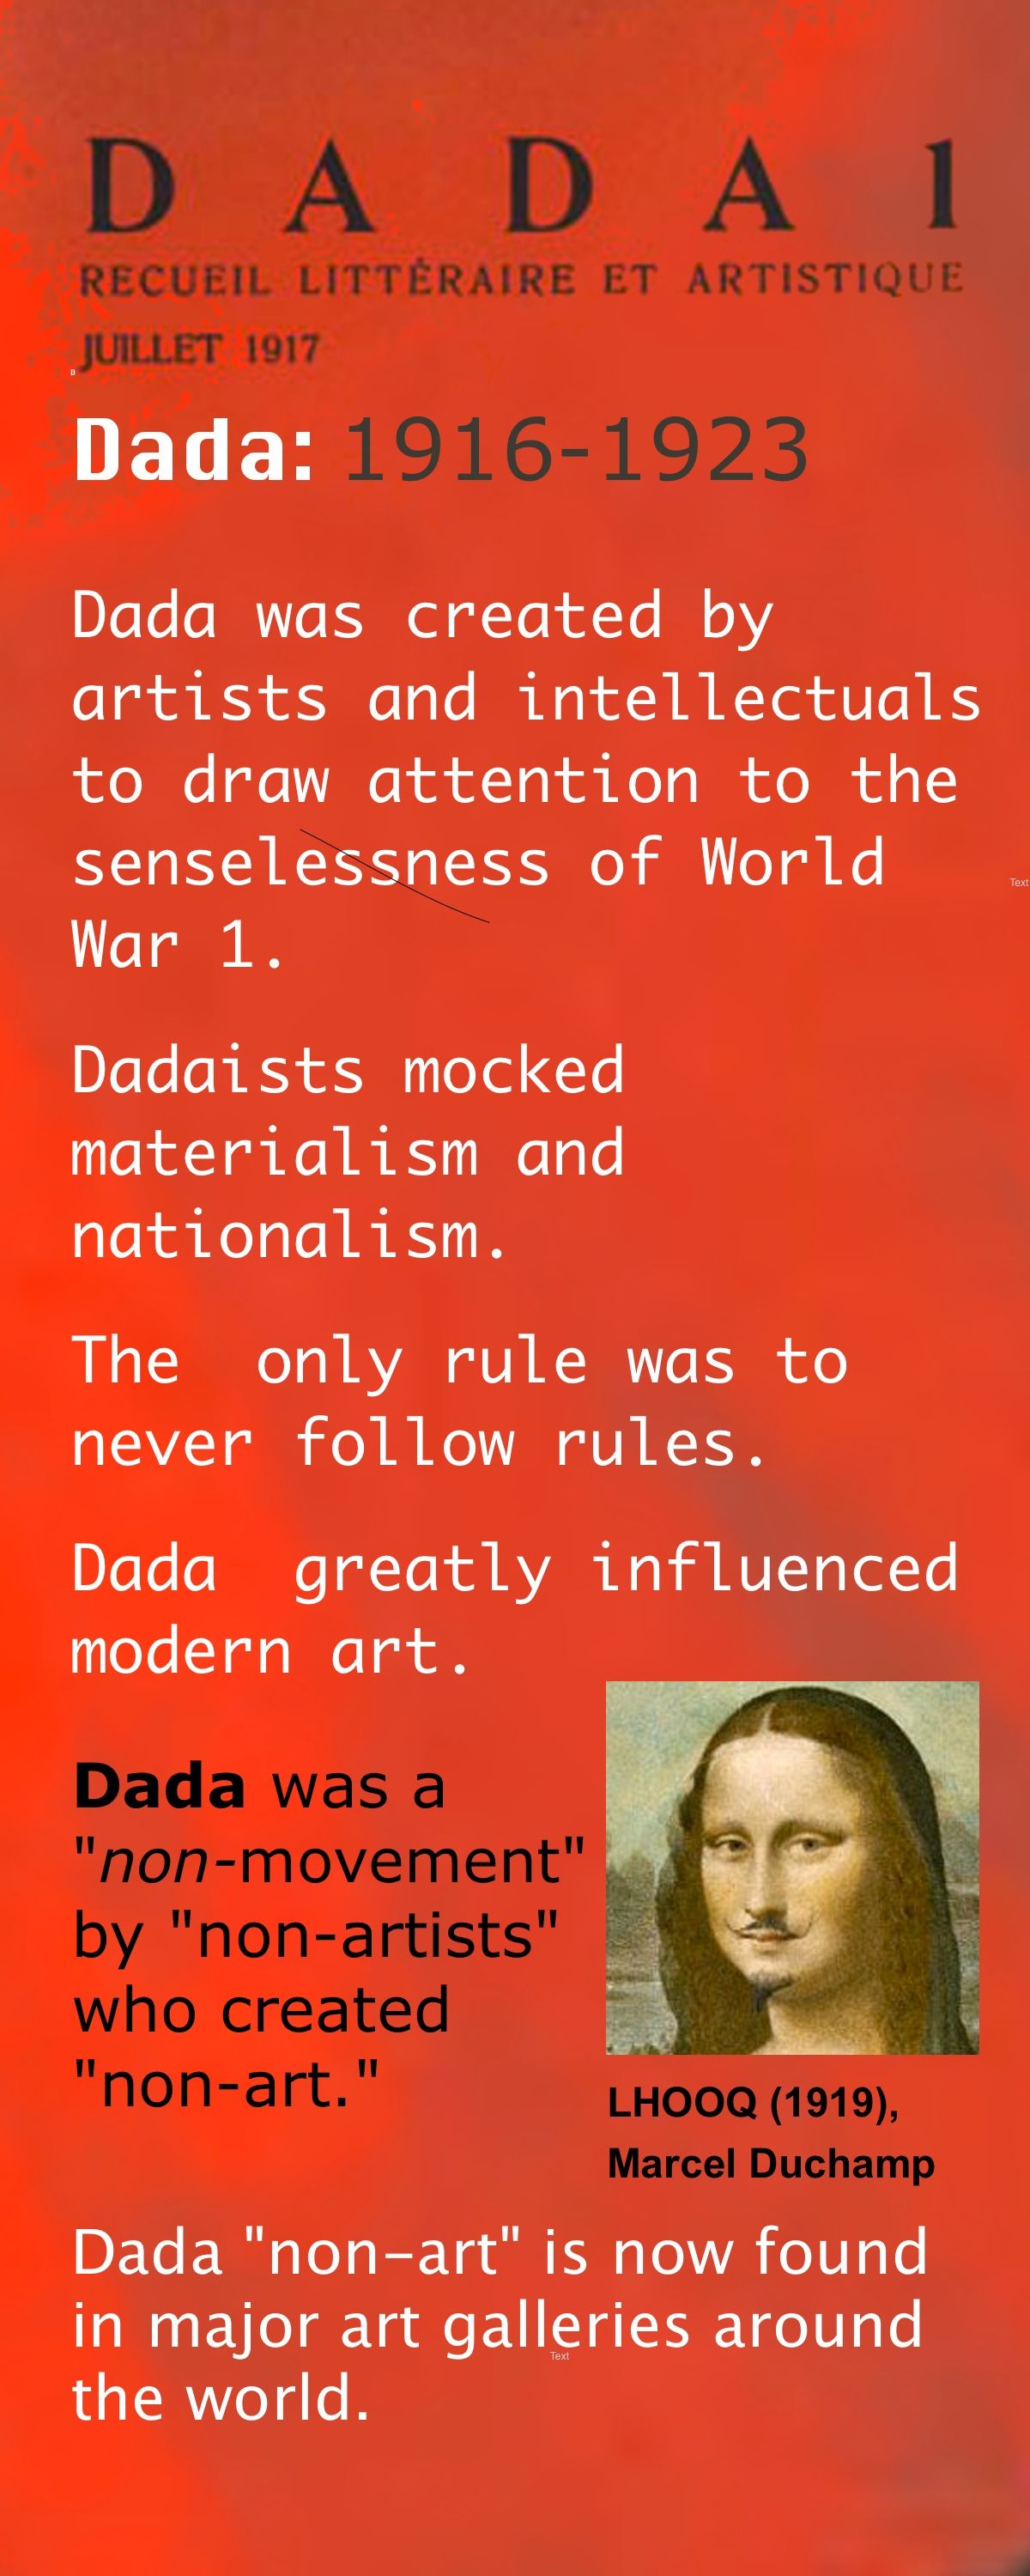 DADA 1
RECUEIL LITTÉRAIRE ET ARTISTIQUE
JUILLET 1917
Dada: 1916-1923
Dada was created by
artists and intellectuals
to draw attention to the
senselessness of World
Text
War 1.
Dadaists mocked
materialism and
nationalism.
The only rule was to
never follow rules.
Dada greatly influenced
modern art.
Dada was a
"non-movement"
by "non-artists"
who created
"non-art."
LHOOQ (1919),
Marcel Duchamp
Dada "non-art" is now found
in major art galleries around
Text
the world.